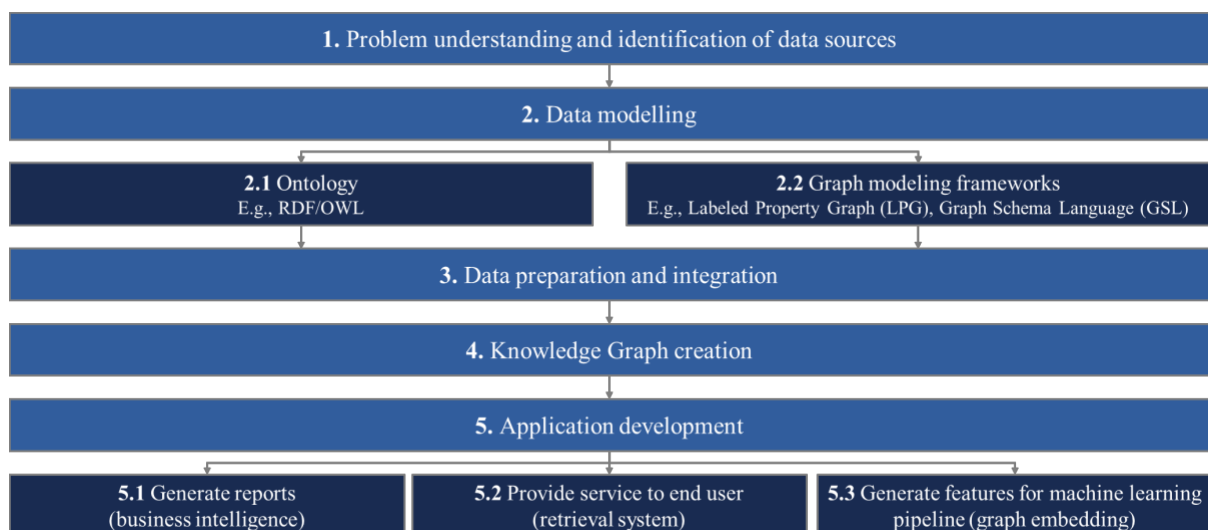 1. Problem understanding and identification of data sources
2. Data modelling
2.1 Ontology
E.g., RDF/OWL
2.2 Graph modeling frameworks
E.g., Labeled Property Graph (LPG), Graph Schema Language (GSL)
3. Data preparation and integration
4. Knowledge Graph creation
5. Application development
5.1 Generate reports
(business intelligence)
5.2 Provide service to end user
(retrieval system)
5.3 Generate features for machine learning
pipeline (graph embedding)